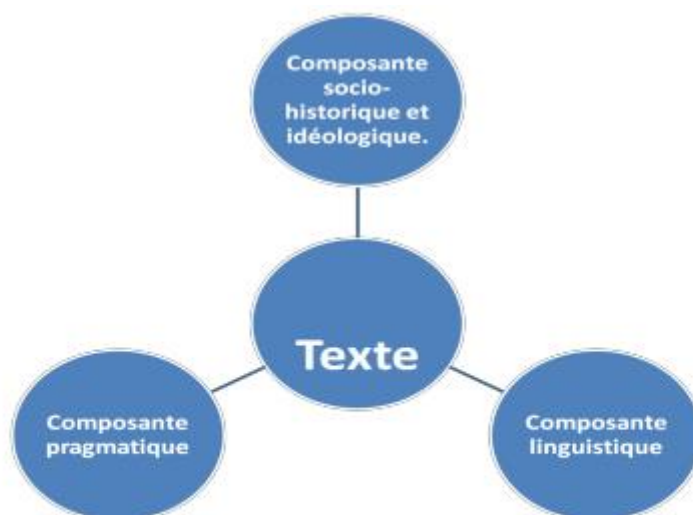 Composante
socio-
historique et
idéologique.
Texte
Composante
pragmatique
Composante
linguistique